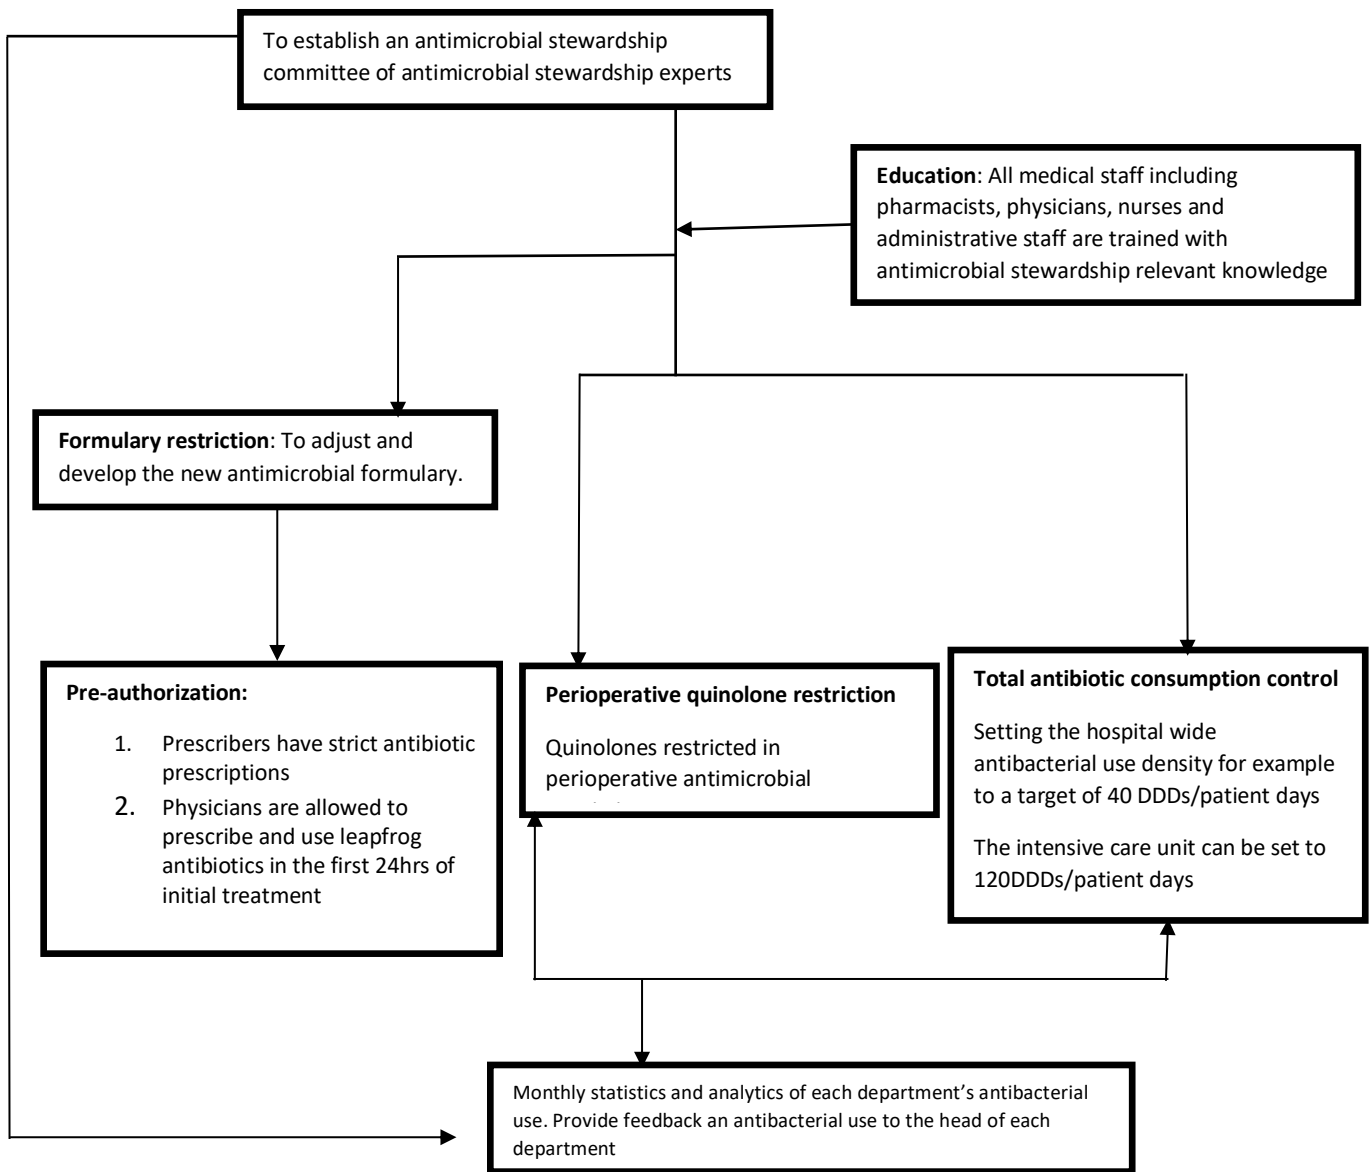 To establish an antimicrobial stewardship
committee of antimicrobial stewardship experts
Education: All medical staff including
pharmacists, physicians, nurses and
administrative staff are trained with
antimicrobial stewardship relevant knowledge
Formulary restriction: To adjust and
develop the new antimicrobial formulary.
Pre-authorization:
1. Prescribers have strict antibiotic
prescriptions
2. Physicians are allowed to
prescribe and use leapfrog
antibiotics in the first 24hrs of
initial treatment
Perioperative quinolone restriction
Quinolones restricted in
perioperative antimicrobial
Total antibiotic consumption control
Setting the hospital wide
antibacterial use density for example
to a target of 40 DDDs/patient days
The intensive care unit can be set to
120DDDs/patient days
Monthly statistics and analytics of each department’s antibacterial
use. Provide feedback an antibacterial use to the head of each
department